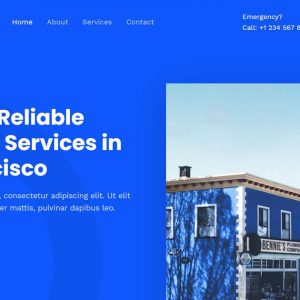 Home
About
Services
Contact
Emergency?
Call: +1 234 567 8
Reliable
Services in
cisco
, consectetur adipiscing elit. Ut elit
er mattis, pulvinar dapibus leo.
BENNIE'S